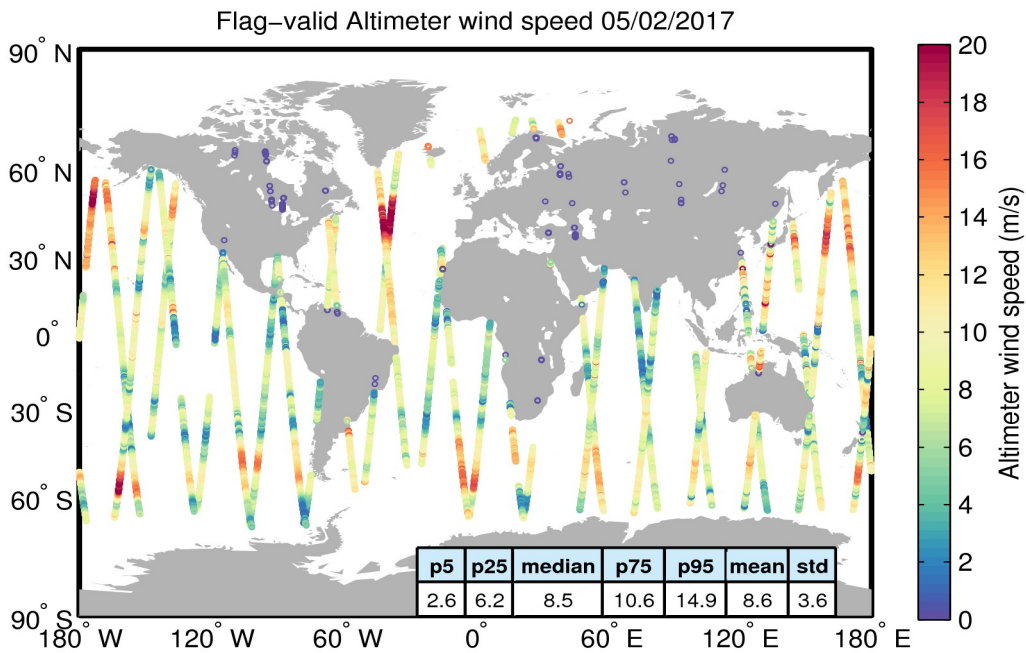 Flag−valid Altimeter wind speed 05/02/2017
90° N
60° N
30° N
0°
30° S
60° S
90° S
180° W
120° W
60° W
0°
60° E
120° E
180° E
p5 p25 median p75 p95 mean std
2.6 6.2 8.5 10.6 14.9 8.6 3.6
20
18
16
14
12
10
8
6
4
2
0
Altimeter wind speed (m/s)